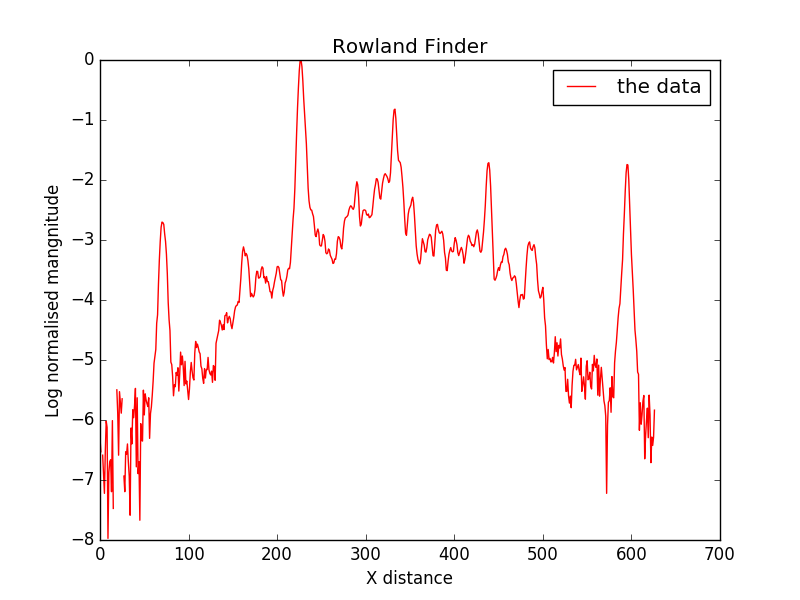 Rowland Finder
the data
Log normalised mangnitude
0
−1
−2
−3
−4
−5
−6
−7
−8
0 100 200 300 400 500 600 700
X distance